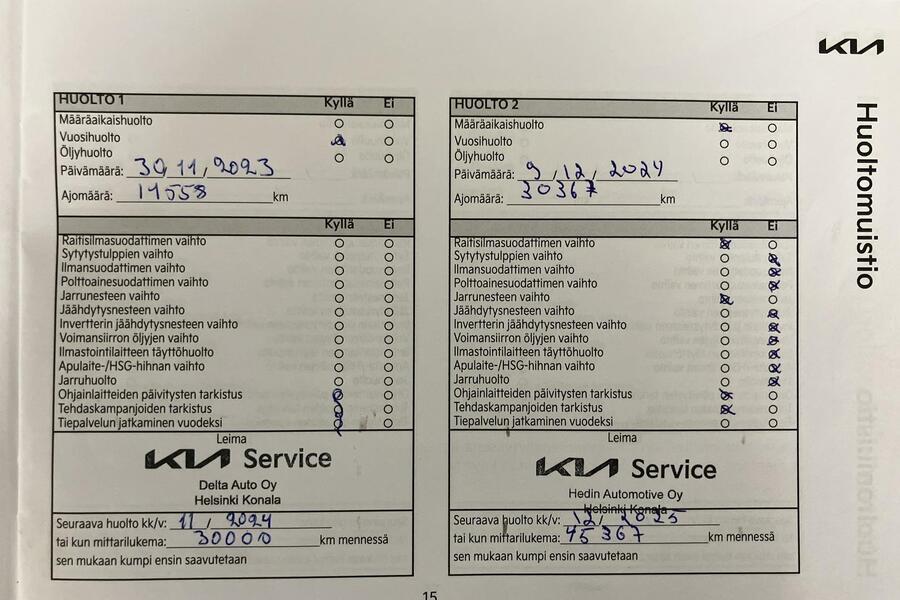 KIA
Huoltomuistio
HUOLTO 1 Kyllä Ei
Määräaikaishuolto
Vuosihuolto
Öljyhuolto
Päivämäärä: 30, 11, 2023
Ajomäärä: 11558 km
Kyllä Ei
Raitisilmasuodattimen vaihto
Sytytystulppien vaihto
Ilmansuodattimen vaihto
Polttoainesuodattimen vaihto
Jarrunesteen vaihto
Jäähdytysnesteen vaihto
Invertterin jäähdytysnesteen vaihto
Voimansiirron öljyjen vaihto
Ilmastointilaitteen täyttöhuolto
Apulaite-/HSG-hihnan vaihto
Jarruhuolto
Ohjainlaitteiden päivitysten tarkistus
Tehdaskampanjoiden tarkistus
Tiepalvelun jatkaminen vuodeksi
Leima
KIA Service
Delta Auto Oy
Helsinki Konala
Seuraava huolto kk/v: 11 / 2024
tai kun mittarilukema: 30000 km mennessä
sen mukaan kumpi ensin saavutetaan
HUOLTO 2 Kyllä Ei
Määräaikaishuolto
Vuosihuolto
Öljyhuolto
Päivämäärä: 9 / 12 / 2024
Ajomäärä: 30367 km
Kyllä Ei
Raitisilmasuodattimen vaihto
Sytytystulppien vaihto
Ilmansuodattimen vaihto
Polttoainesuodattimen vaihto
Jarrunesteen vaihto
Jäähdytysnesteen vaihto
Invertterin jäähdytysnesteen vaihto
Voimansiirron öljyjen vaihto
Ilmastointilaitteen täyttöhuolto
Apulaite-/HSG-hihnan vaihto
Jarruhuolto
Ohjainlaitteiden päivitysten tarkistus
Tehdaskampanjoiden tarkistus
Tiepalvelun jatkaminen vuodeksi
Leima
KIA Service
Hedin Automotive Oy
Helsinki Konala
Seuraava huolto kk/v: 12 / 2025
tai kun mittarilukema: 45367 km mennessä
sen mukaan kumpi ensin saavutetaan
15